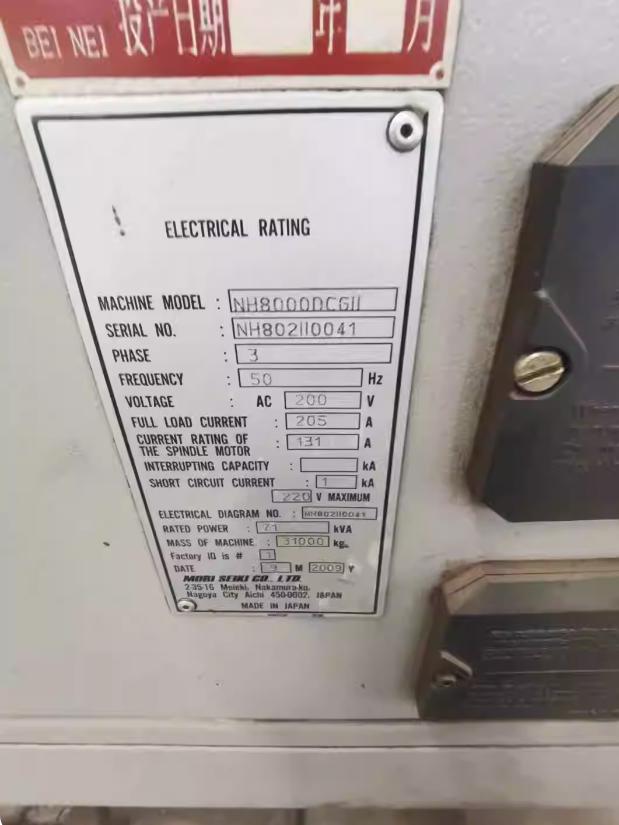 BEI NEI 投产日期 年 月
ELECTRICAL RATING
MACHINE MODEL : NH8000DCGII
SERIAL NO. : NH802II0041
PHASE : 3
FREQUENCY : 50 Hz
VOLTAGE : AC 200 V
FULL LOAD CURRENT : 205 A
CURRENT RATING OF
THE SPINDLE MOTOR : 131 A
INTERRUPTING CAPACITY : kA
SHORT CIRCUIT CURRENT : 1 kA
220 V MAXIMUM
ELECTRICAL DIAGRAM NO. : NH802II0041
RATED POWER : 71 kVA
MASS OF MACHINE : 31000 kg.
Factory ID is # 1
DATE : 9 M 2009 Y
MORI SEIKI CO., LTD.
2-35-16 Meieki, Nakamura-ku,
Nagoya City Aichi 450-0002, JAPAN
MADE IN JAPAN